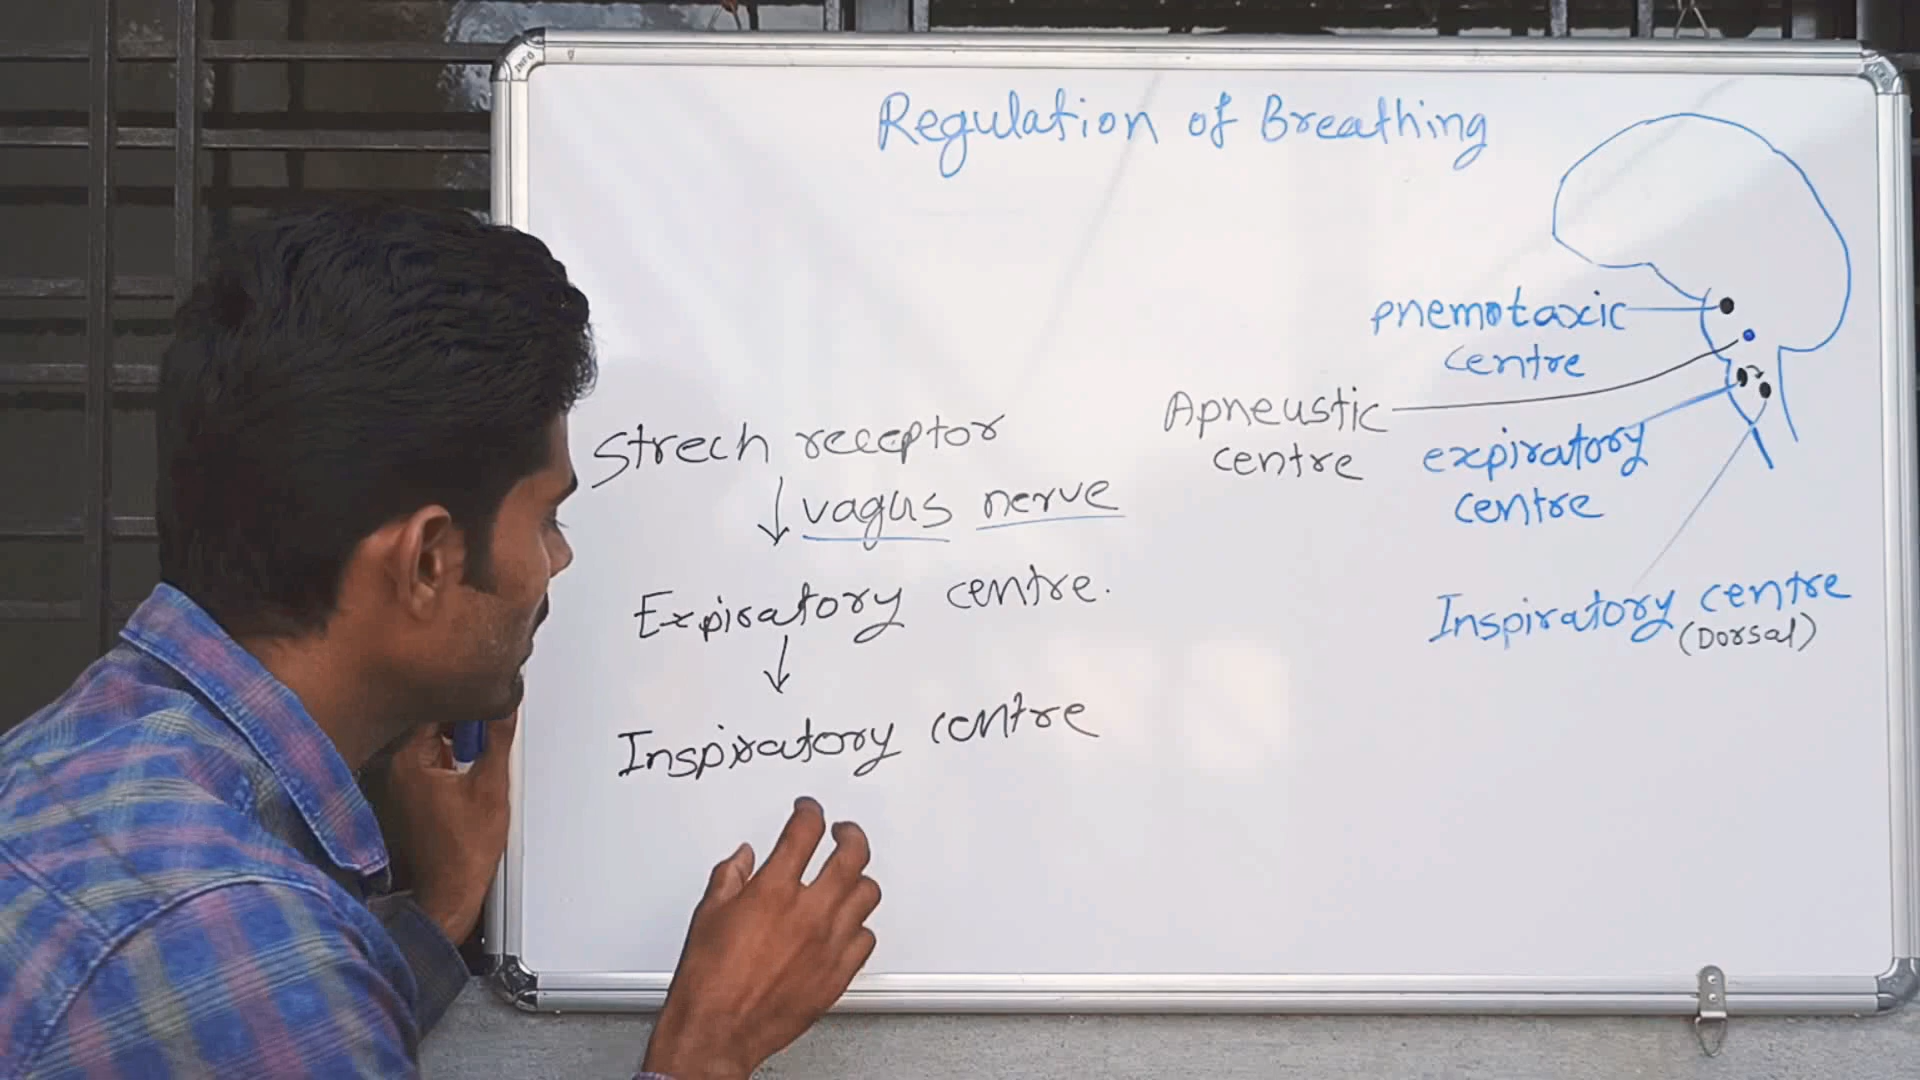 Regulation of Breathing
pnemotaxic
centre
Apneustic
centre
expiratory
centre
Inspiratory centre
(Dorsal)
Strech receptor
vagus nerve
Expiratory centre.
Inspiratory centre